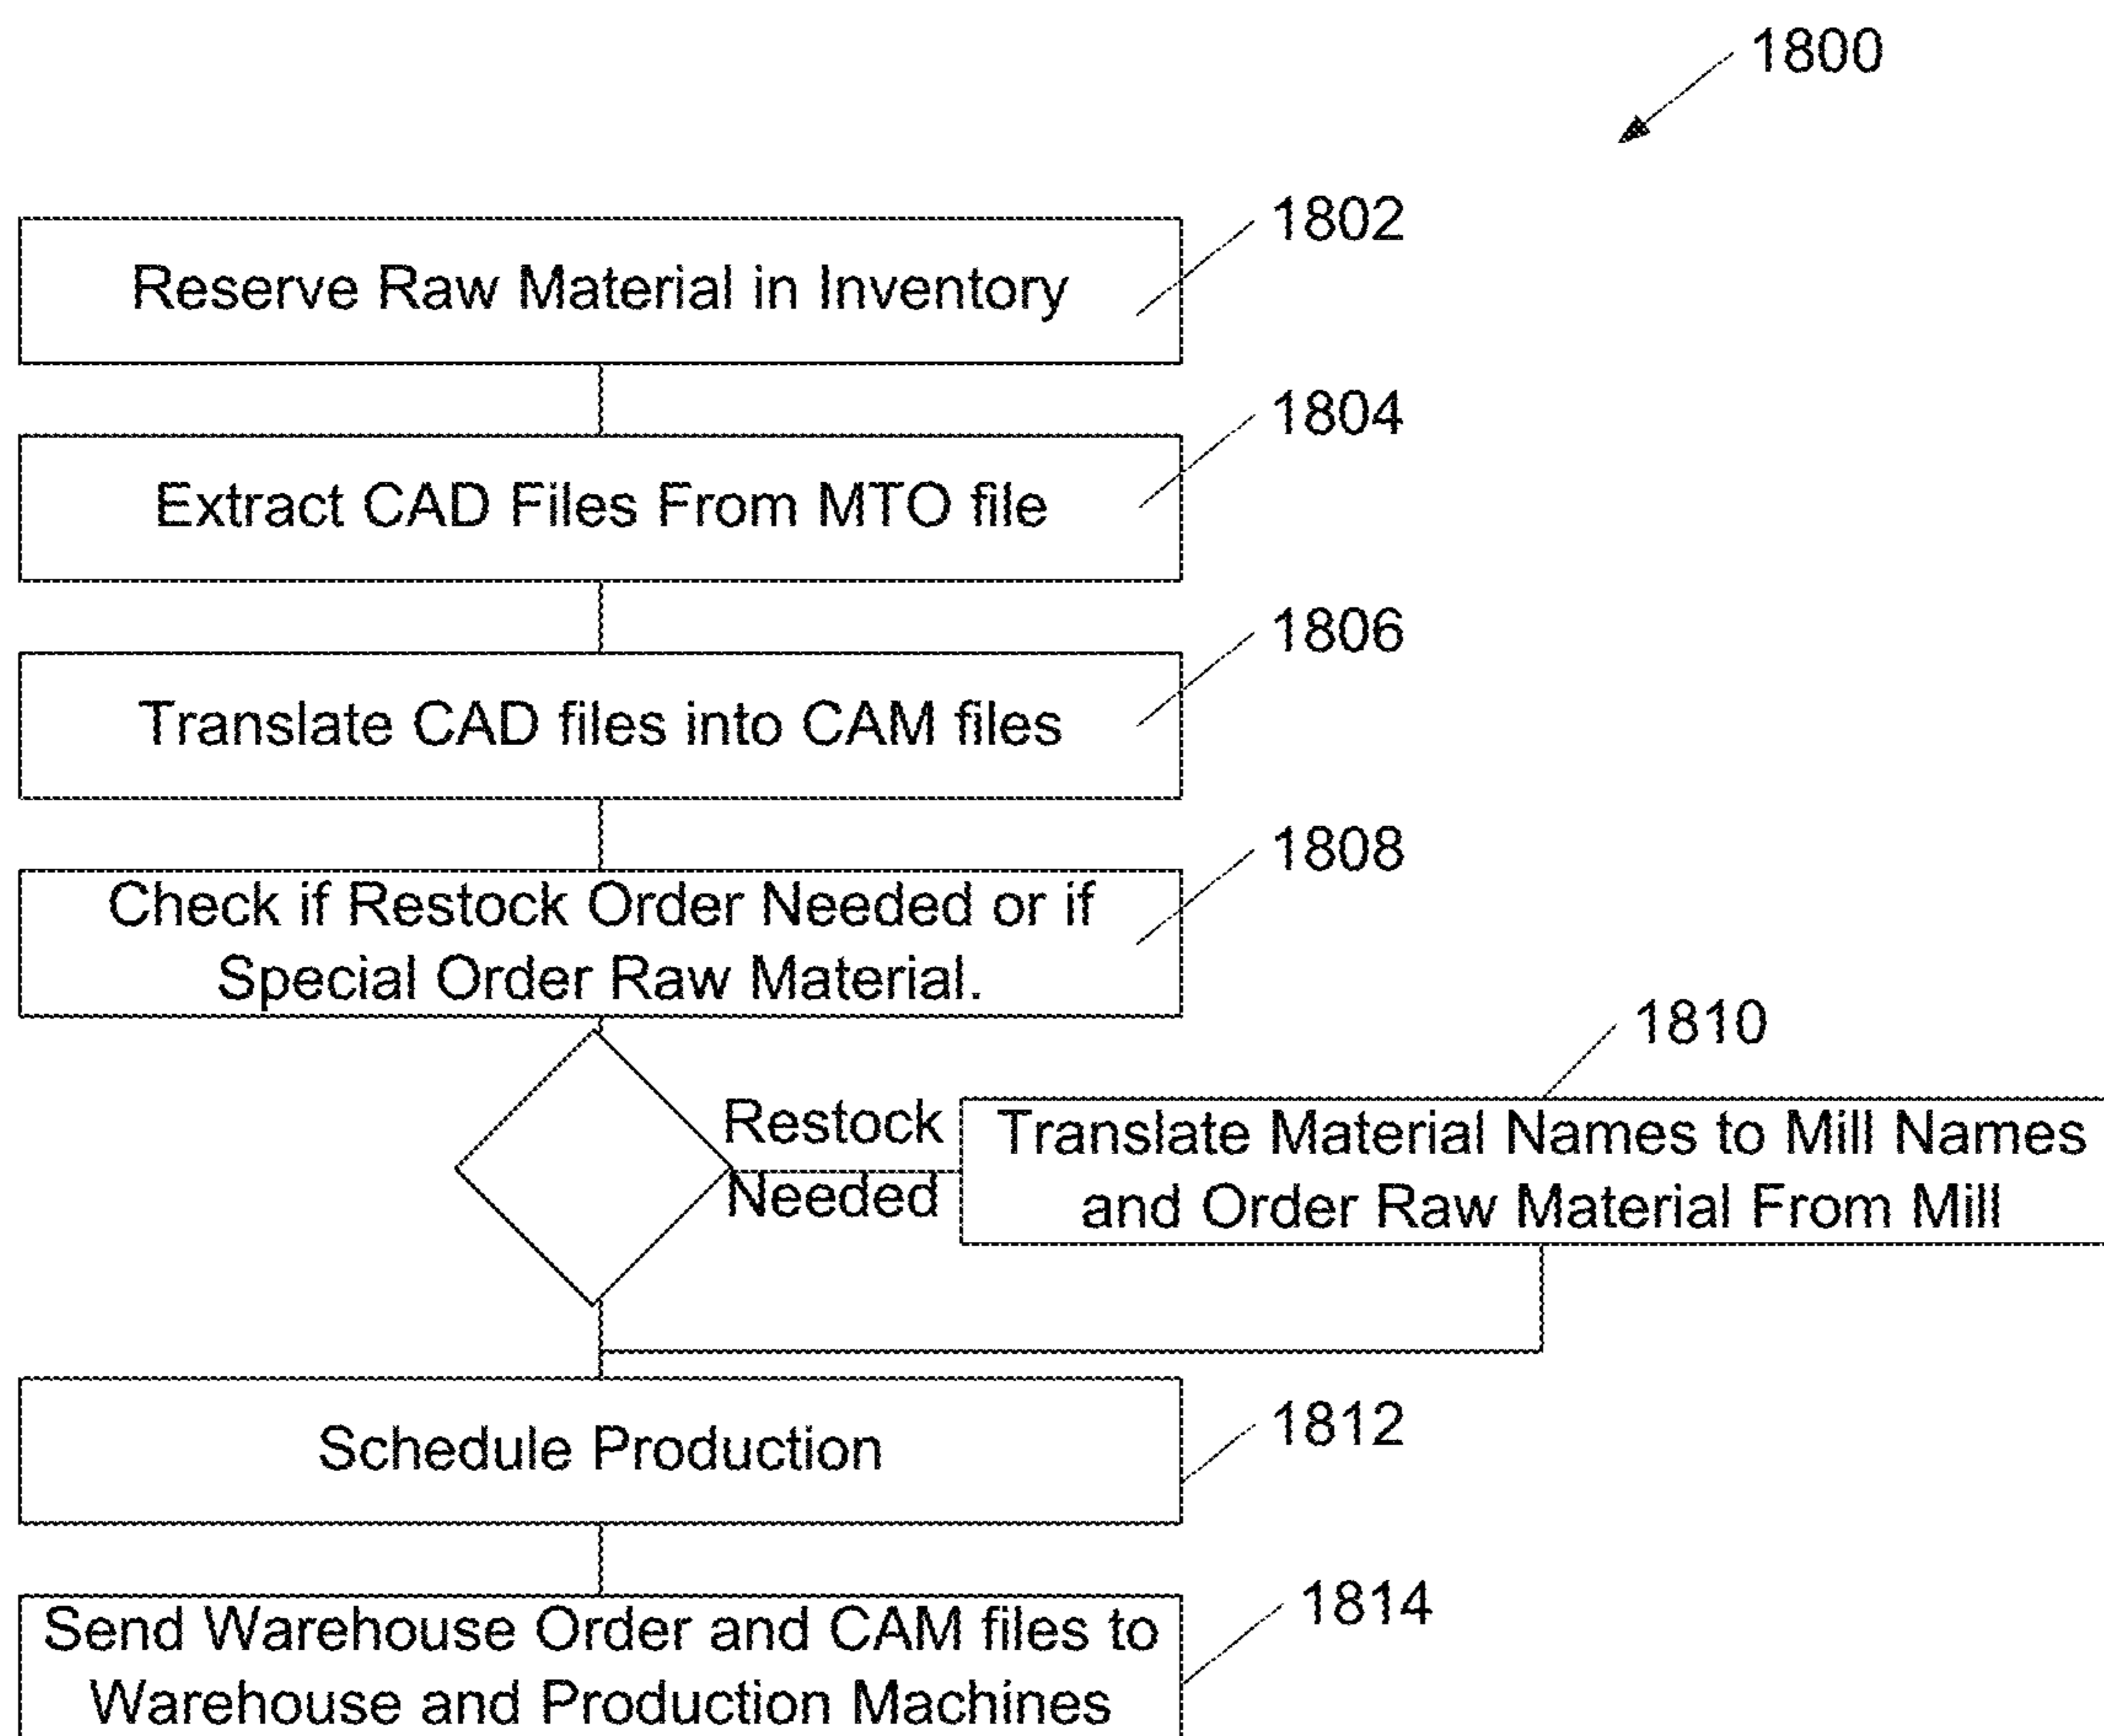 1800
1802
Reserve Raw Material in Inventory
1804
Extract CAD Files From MTO file
1806
Translate CAD files into CAM files
1808
Check if Restock Order Needed or if
Special Order Raw Material.
1810
Restock
Needed
Translate Material Names to Mill Names
and Order Raw Material From Mill
1812
Schedule Production
1814
Send Warehouse Order and CAM files to
Warehouse and Production Machines